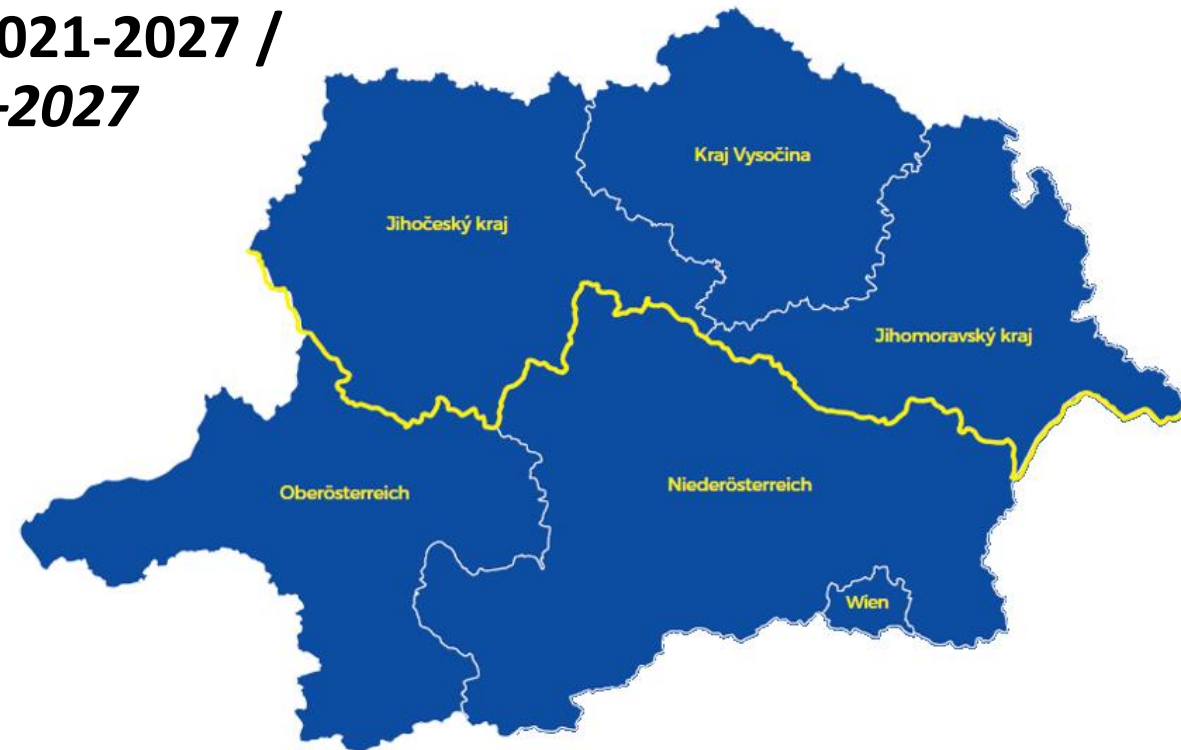 021-2027 /
-2027
Kraj Vysočina
Jihočeský kraj
Jihomoravský kraj
Niederösterreich
Oberösterreich
Wien